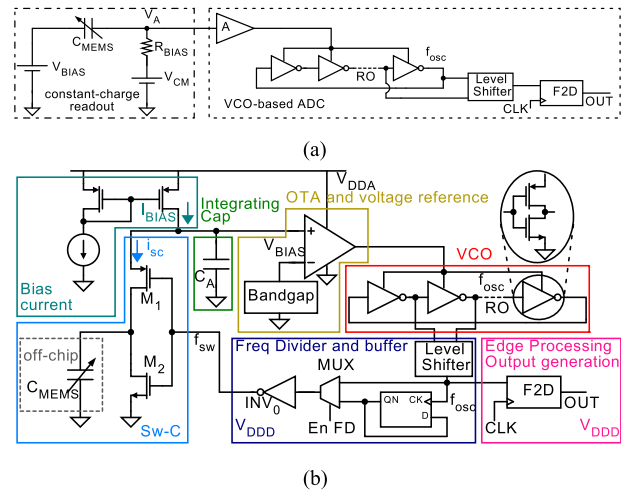 V_A
A
C_MEMS
R_BIAS
V_BIAS
V_CM
constant-charge
readout
f_osc
RO
VCO-based ADC
Level
Shifter
F2D
CLK
OUT
(a)
V_DDA
I_BIAS
Integrating
Cap
OTA and voltage reference
i_sc
V_BIAS
+
−
VCO
Bias
current
C_A
Bandgap
f_osc
RO
M_1
off-chip
M_2
f_sw
Freq Divider and buffer
Level
Shifter
Edge Processing
Output generation
MUX
C_MEMS
INV_0
QN
CK
D
f_osc
F2D
OUT
Sw-C
V_DDD
En FD
CLK
V_DDD
(b)